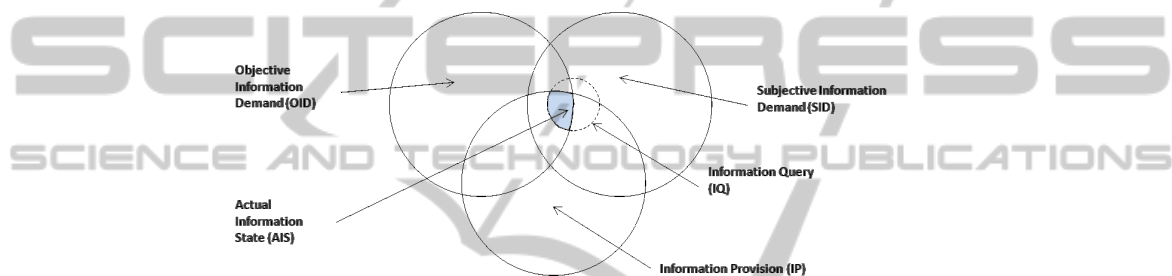 SCITEPRESS
SCIENCE AND TECHNOLOGY PUBLICATIONS
Objective
Information
Demand(OID)
Subjective Information
Demand(SID)
Information Query
(IQ)
Actual
Information
State (AIS)
Information Provision (IP)